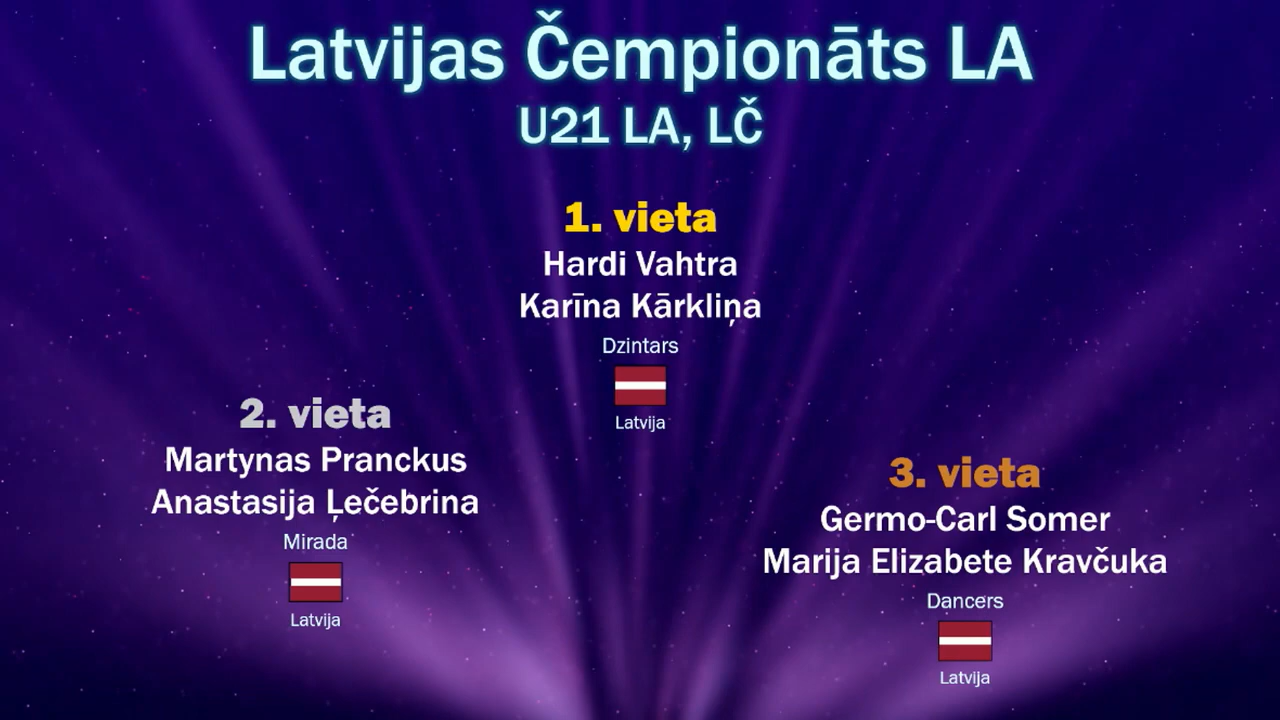 Latvijas Čempionāts LA
U21 LA, LČ
1. vieta
Hardi Vahtra
Karīna Kārkliņa
Dzintars
Latvija
2. vieta
Martynas Pranckus
Anastasija Ļečebrina
Mirada
Latvija
3. vieta
Germo-Carl Somer
Marija Elizabete Kravčuka
Dancers
Latvija